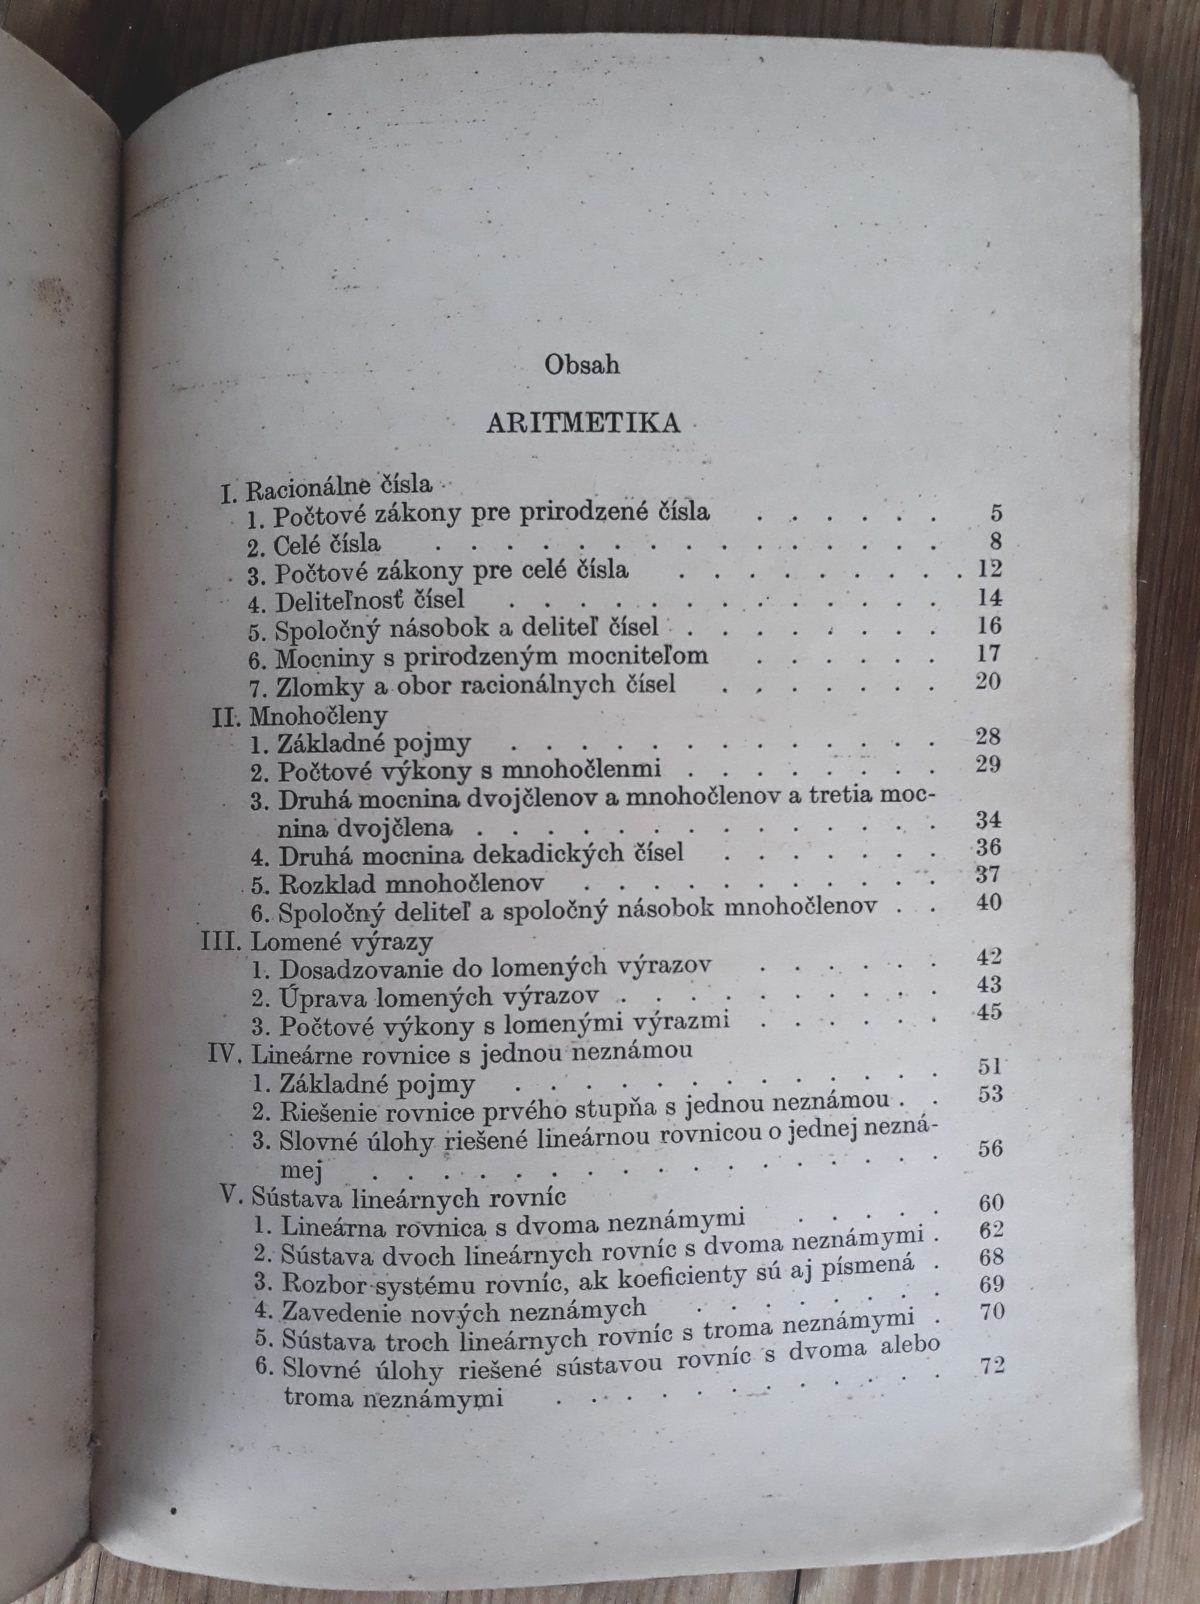 Obsah
ARITMETIKA
I. Racionálne čísla
1. Počtové zákony pre prirodzené čísla . . . . . . 5
2. Celé čísla . . . . . . . . . . . . . . . 8
3. Počtové zákony pre celé čísla . . . . . . . . . 12
4. Deliteľnosť čísel . . . . . . . . . . . . . 14
5. Spoločný násobok a deliteľ čísel . . . . . . . . 16
6. Mocniny s prirodzeným mocniteľom . . . . . . 17
7. Zlomky a obor racionálnych čísel . . . . . . . 20
II. Mnohočleny
1. Základné pojmy . . . . . . . . . . . . . 28
2. Počtové výkony s mnohočlenmi . . . . . . . . 29
3. Druhá mocnina dvojčlenov a mnohočlenov a tretia moc-
nina dvojčlena . . . . . . . . . . . . . . 34
4. Druhá mocnina dekadických čísel . . . . . . . 36
5. Rozklad mnohočlenov . . . . . . . . . . . 37
6. Spoločný deliteľ a spoločný násobok mnohočlenov . . 40
III. Lomené výrazy
1. Dosadzovanie do lomených výrazov . . . . . . 42
2. Úprava lomených výrazov . . . . . . . . . . 43
3. Počtové výkony s lomenými výrazmi . . . . . . 45
IV. Lineárne rovnice s jednou neznámou
1. Základné pojmy . . . . . . . . . . . . . 51
2. Riešenie rovnice prvého stupňa s jednou neznámou . . 53
3. Slovné úlohy riešené lineárnou rovnicou o jednej nezná-
mej . . . . . . . . . . . . . . . . . 56
V. Sústava lineárnych rovníc
1. Lineárna rovnica s dvoma neznámymi . . . . . 60
2. Sústava dvoch lineárnych rovníc s dvoma neznámymi . 62
3. Rozbor systému rovníc, ak koeficienty sú aj písmená . 68
4. Zavedenie nových neznámych . . . . . . . . 69
5. Sústava troch lineárnych rovníc s troma neznámymi . 70
6. Slovné úlohy riešené sústavou rovníc s dvoma alebo
troma neznámymi . . . . . . . . . . . . 72